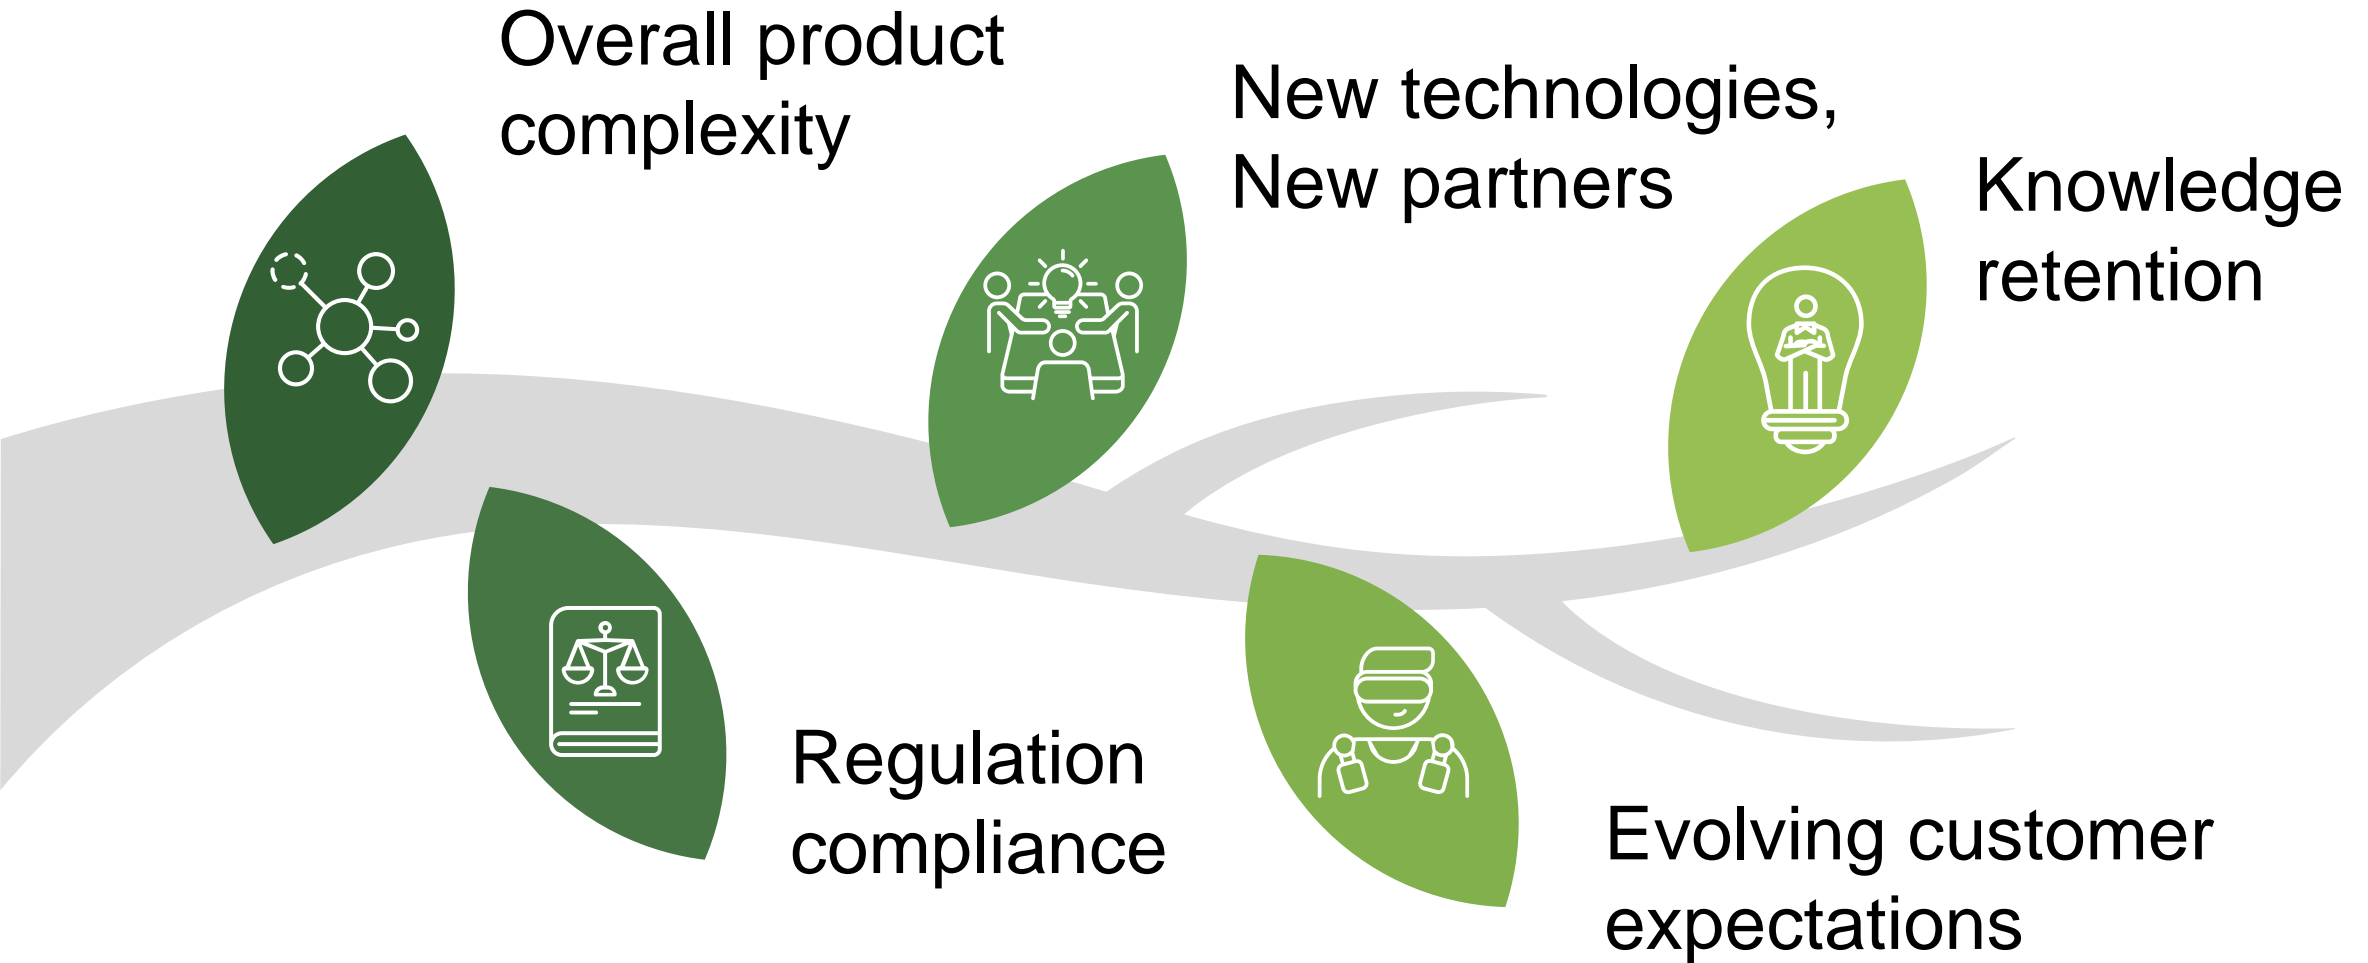 Overall product
complexity
New technologies,
New partners
Knowledge
retention
Regulation
compliance
Evolving customer
expectations